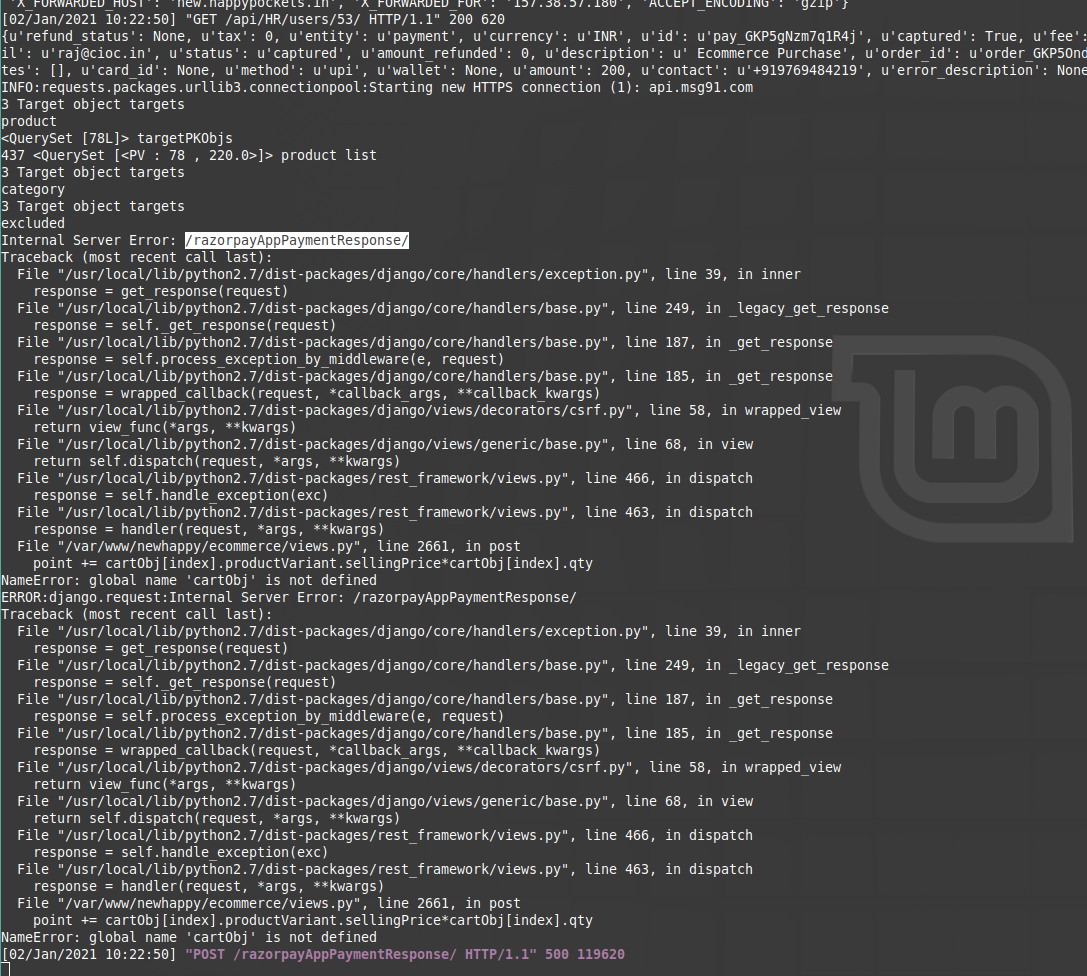 'X_FORWARDED_HOST': 'new.happypockets.in', 'X_FORWARDED_FOR': '157.38.57.180', 'ACCEPT_ENCODING': 'gzip'}
[02/Jan/2021 10:22:50] "GET /api/HR/users/53/ HTTP/1.1" 200 620
{u'refund_status': None, u'tax': 0, u'entity': u'payment', u'currency': u'INR', u'id': u'pay_GKP5gNzm7q1R4j', u'captured': True, u'fee':
il': u'raj@cioc.in', u'status': u'captured', u'amount_refunded': 0, u'description': u' Ecommerce Purchase', u'order_id': u'order_GKP5Ond
tes': [], u'card_id': None, u'method': u'upi', u'wallet': None, u'amount': 200, u'contact': u'+919769484219', u'error_description': None
INFO:requests.packages.urllib3.connectionpool:Starting new HTTPS connection (1): api.msg91.com
3 Target object targets
product
<QuerySet [78L]> targetPKObjs
437 <QuerySet [<PV : 78 , 220.0>]> product list
3 Target object targets
category
3 Target object targets
excluded
Internal Server Error: /razorpayAppPaymentResponse/
Traceback (most recent call last):
  File "/usr/local/lib/python2.7/dist-packages/django/core/handlers/exception.py", line 39, in inner
    response = get_response(request)
  File "/usr/local/lib/python2.7/dist-packages/django/core/handlers/base.py", line 249, in _legacy_get_response
    response = self._get_response(request)
  File "/usr/local/lib/python2.7/dist-packages/django/core/handlers/base.py", line 187, in _get_response
    response = self.process_exception_by_middleware(e, request)
  File "/usr/local/lib/python2.7/dist-packages/django/core/handlers/base.py", line 185, in _get_response
    response = wrapped_callback(request, *callback_args, **callback_kwargs)
  File "/usr/local/lib/python2.7/dist-packages/django/views/decorators/csrf.py", line 58, in wrapped_view
    return view_func(*args, **kwargs)
  File "/usr/local/lib/python2.7/dist-packages/django/views/generic/base.py", line 68, in view
    return self.dispatch(request, *args, **kwargs)
  File "/usr/local/lib/python2.7/dist-packages/rest_framework/views.py", line 466, in dispatch
    response = self.handle_exception(exc)
  File "/usr/local/lib/python2.7/dist-packages/rest_framework/views.py", line 463, in dispatch
    response = handler(request, *args, **kwargs)
  File "/var/www/newhappy/ecommerce/views.py", line 2661, in post
    point += cartObj[index].productVariant.sellingPrice*cartObj[index].qty
NameError: global name 'cartObj' is not defined
ERROR:django.request:Internal Server Error: /razorpayAppPaymentResponse/
Traceback (most recent call last):
  File "/usr/local/lib/python2.7/dist-packages/django/core/handlers/exception.py", line 39, in inner
    response = get_response(request)
  File "/usr/local/lib/python2.7/dist-packages/django/core/handlers/base.py", line 249, in _legacy_get_response
    response = self._get_response(request)
  File "/usr/local/lib/python2.7/dist-packages/django/core/handlers/base.py", line 187, in _get_response
    response = self.process_exception_by_middleware(e, request)
  File "/usr/local/lib/python2.7/dist-packages/django/core/handlers/base.py", line 185, in _get_response
    response = wrapped_callback(request, *callback_args, **callback_kwargs)
  File "/usr/local/lib/python2.7/dist-packages/django/views/decorators/csrf.py", line 58, in wrapped_view
    return view_func(*args, **kwargs)
  File "/usr/local/lib/python2.7/dist-packages/django/views/generic/base.py", line 68, in view
    return self.dispatch(request, *args, **kwargs)
  File "/usr/local/lib/python2.7/dist-packages/rest_framework/views.py", line 466, in dispatch
    response = self.handle_exception(exc)
  File "/usr/local/lib/python2.7/dist-packages/rest_framework/views.py", line 463, in dispatch
    response = handler(request, *args, **kwargs)
  File "/var/www/newhappy/ecommerce/views.py", line 2661, in post
    point += cartObj[index].productVariant.sellingPrice*cartObj[index].qty
NameError: global name 'cartObj' is not defined
[02/Jan/2021 10:22:50] "POST /razorpayAppPaymentResponse/ HTTP/1.1" 500 119620